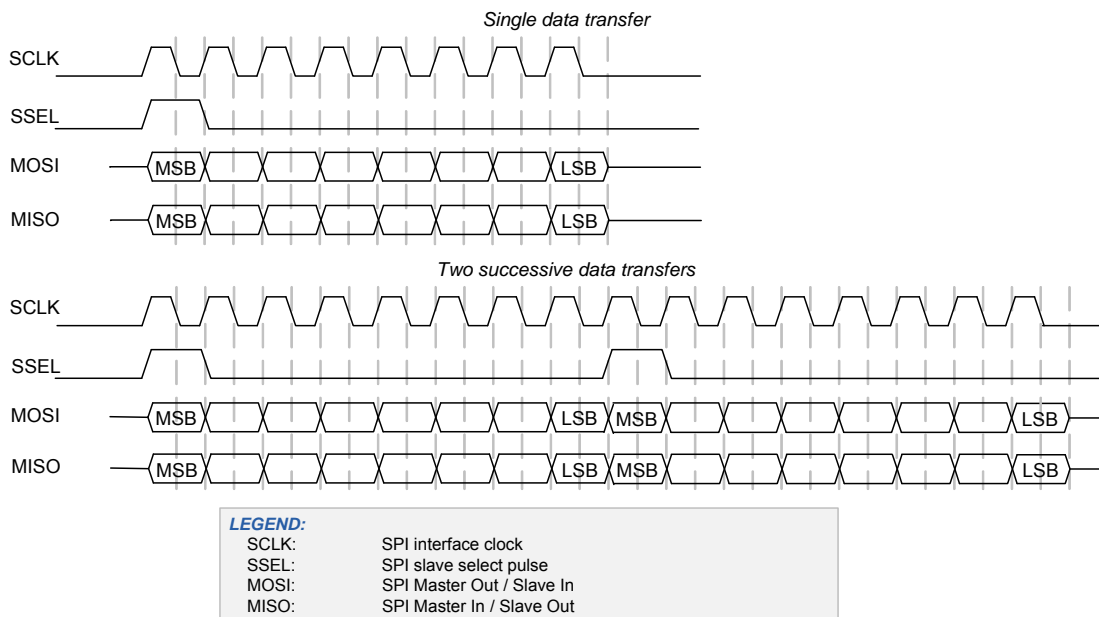 Single data transfer
SCLK
SSEL
MOSI MSB LSB
MISO MSB LSB
Two successive data transfers
SCLK
SSEL
MOSI MSB LSB MSB LSB
MISO MSB LSB MSB LSB
LEGEND:
SCLK: SPI interface clock
SSEL: SPI slave select pulse
MOSI: SPI Master Out / Slave In
MISO: SPI Master In / Slave Out